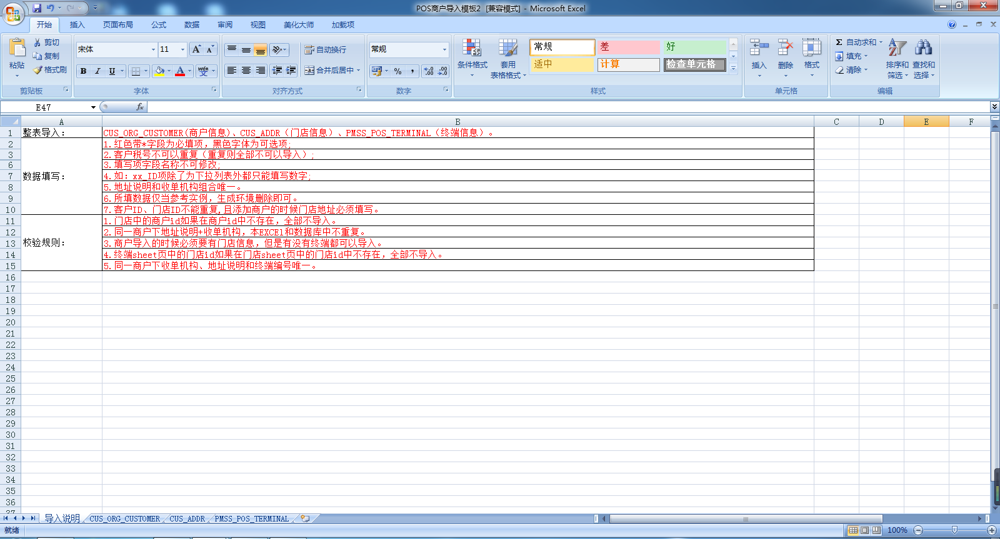 POS商户导入模板2 [兼容模式] - Microsoft Excel
开始 插入 页面布局 公式 数据 审阅 视图 美化大师 加载项
粘贴 剪切 复制 格式刷 剪贴板
宋体 11 B I U wén 文 字体
自动换行 合并后居中 对齐方式
常规 % , 数字
条件格式 套用 表格格式 常规 差 好 适中 计算 检查单元格 样式
插入 删除 格式 单元格
Σ 自动求和 填充 清除 排序和 筛选 查找和 选择 编辑
E47 fx
A B C D E F
1 整表导入: CUS_ORG_CUSTOMER(商户信息)、CUS_ADDR（门店信息）、PMSS_POS_TERMINAL（终端信息）。
2 1.红色带*字段为必填项，黑色字体为可选项;
3 2.客户税号不可以重复（重复则全部不可以导入）;
6 3.填写项字段名称不可修改;
7 数据填写: 4.如：xx_ID项除了为下拉列表外都只能填写数字;
8 5.地址说明和收单机构组合唯一。
9 6.所填数据仅当参考实例，生成环境删除即可。
10 7.客户ID、门店ID不能重复,且添加商户的时候门店地址必须填写。
11 1.门店中的商户id如果在商户id中不存在，全部不导入。
12 2.同一商户下地址说明+收单机构，本EXCEl和数据库中不重复。
13 校验规则: 3.商户导入的时候必须要有门店信息，但是有没有终端都可以导入。
14 4.终端sheet页中的门店id如果在门店sheet页中的门店id中不存在，全部不导入。
15 5.同一商户下收单机构、地址说明和终端编号唯一。
16
17
18
19
20
21
22
23
24
25
26
27
28
29
30
31
32
33
34
35
36
37
导入说明 CUS_ORG_CUSTOMER CUS_ADDR PMSS_POS_TERMINAL
就绪 100%